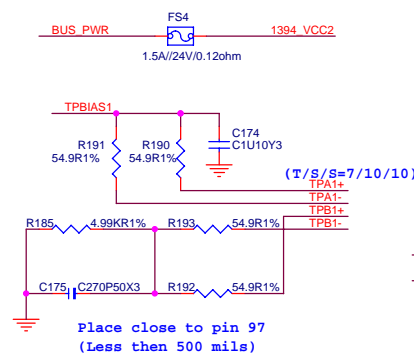 FS4
BUS_PWR
1394_VCC2
1.5A//24V/0.12ohm
TPBIAS1
R191
54.9R1%
R190
54.9R1%
C174
C1U10Y3
(T/S/S=7/10/10)
TPA1+
TPA1-
TPB1+
TPB1-
R185
4.99KR1%
R193
54.9R1%
C175
C270P50X3
R192
54.9R1%
Place close to pin 97
(Less then 500 mils)